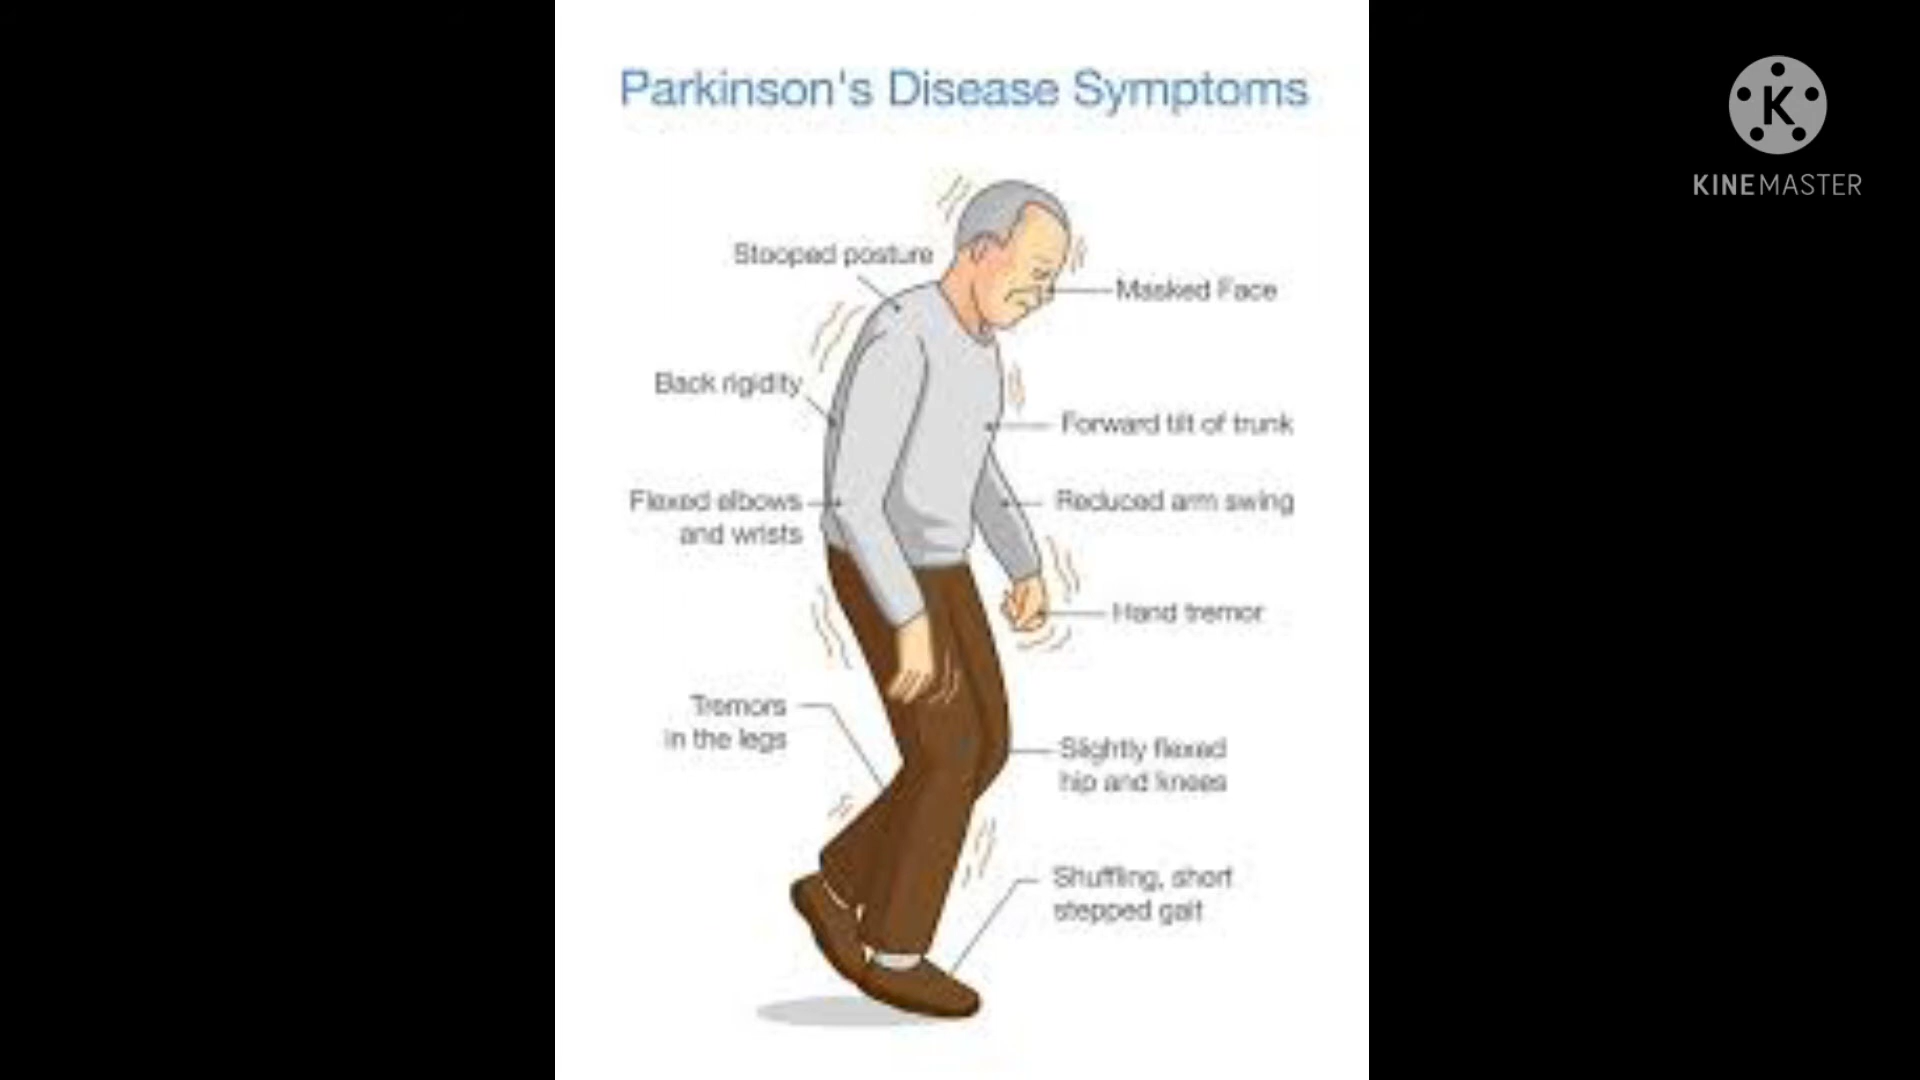 Parkinson's Disease Symptoms
K
KINEMASTER
Stooped posture
Masked Face
Back rigidity
Forward tilt of trunk
Flexed elbows
and wrists
Reduced arm swing
Hand tremor
Tremors
in the legs
Slightly flexed
hip and knees
Shuffling, short
stepped gait